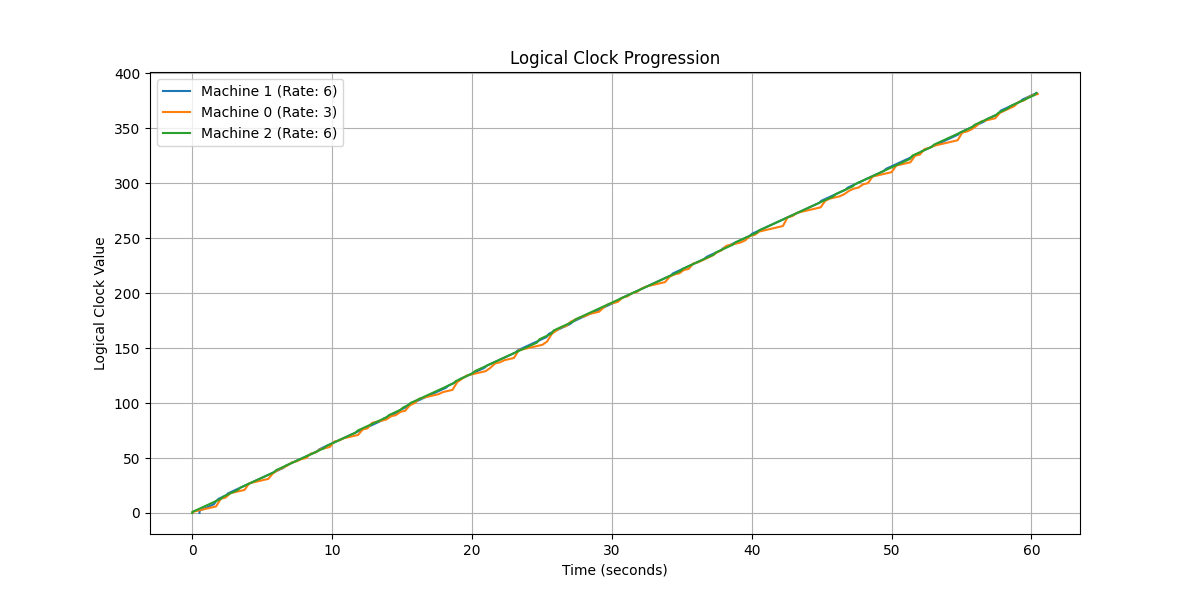 Logical Clock Progression
400
350
300
250
200
150
100
50
0
Logical Clock Value
Machine 1 (Rate: 6)
Machine 0 (Rate: 3)
Machine 2 (Rate: 6)
0 10 20 30 40 50 60
Time (seconds)